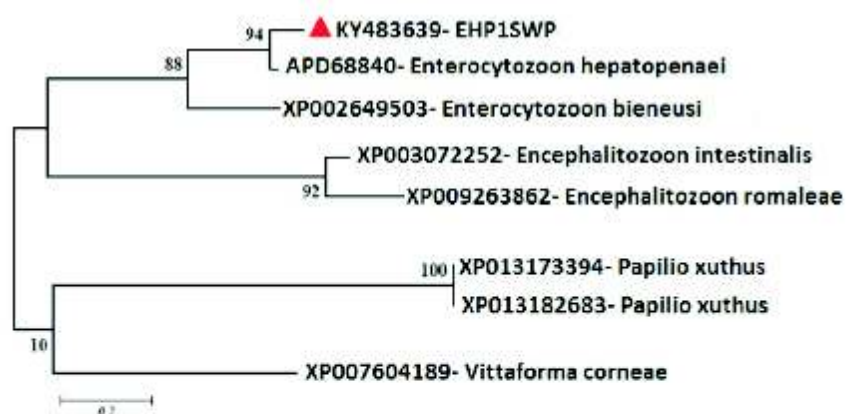 94
KY483639- EHP1SWP
88
APD68840- Enterocytozoon hepatopenaei
XP002649503- Enterocytozoon bieneusi
XP003072252- Encephalitozoon intestinalis
92
XP009263862- Encephalitozoon romaleae
100
XP013173394- Papilio xuthus
XP013182683- Papilio xuthus
10
XP007604189- Vittaforma corneae